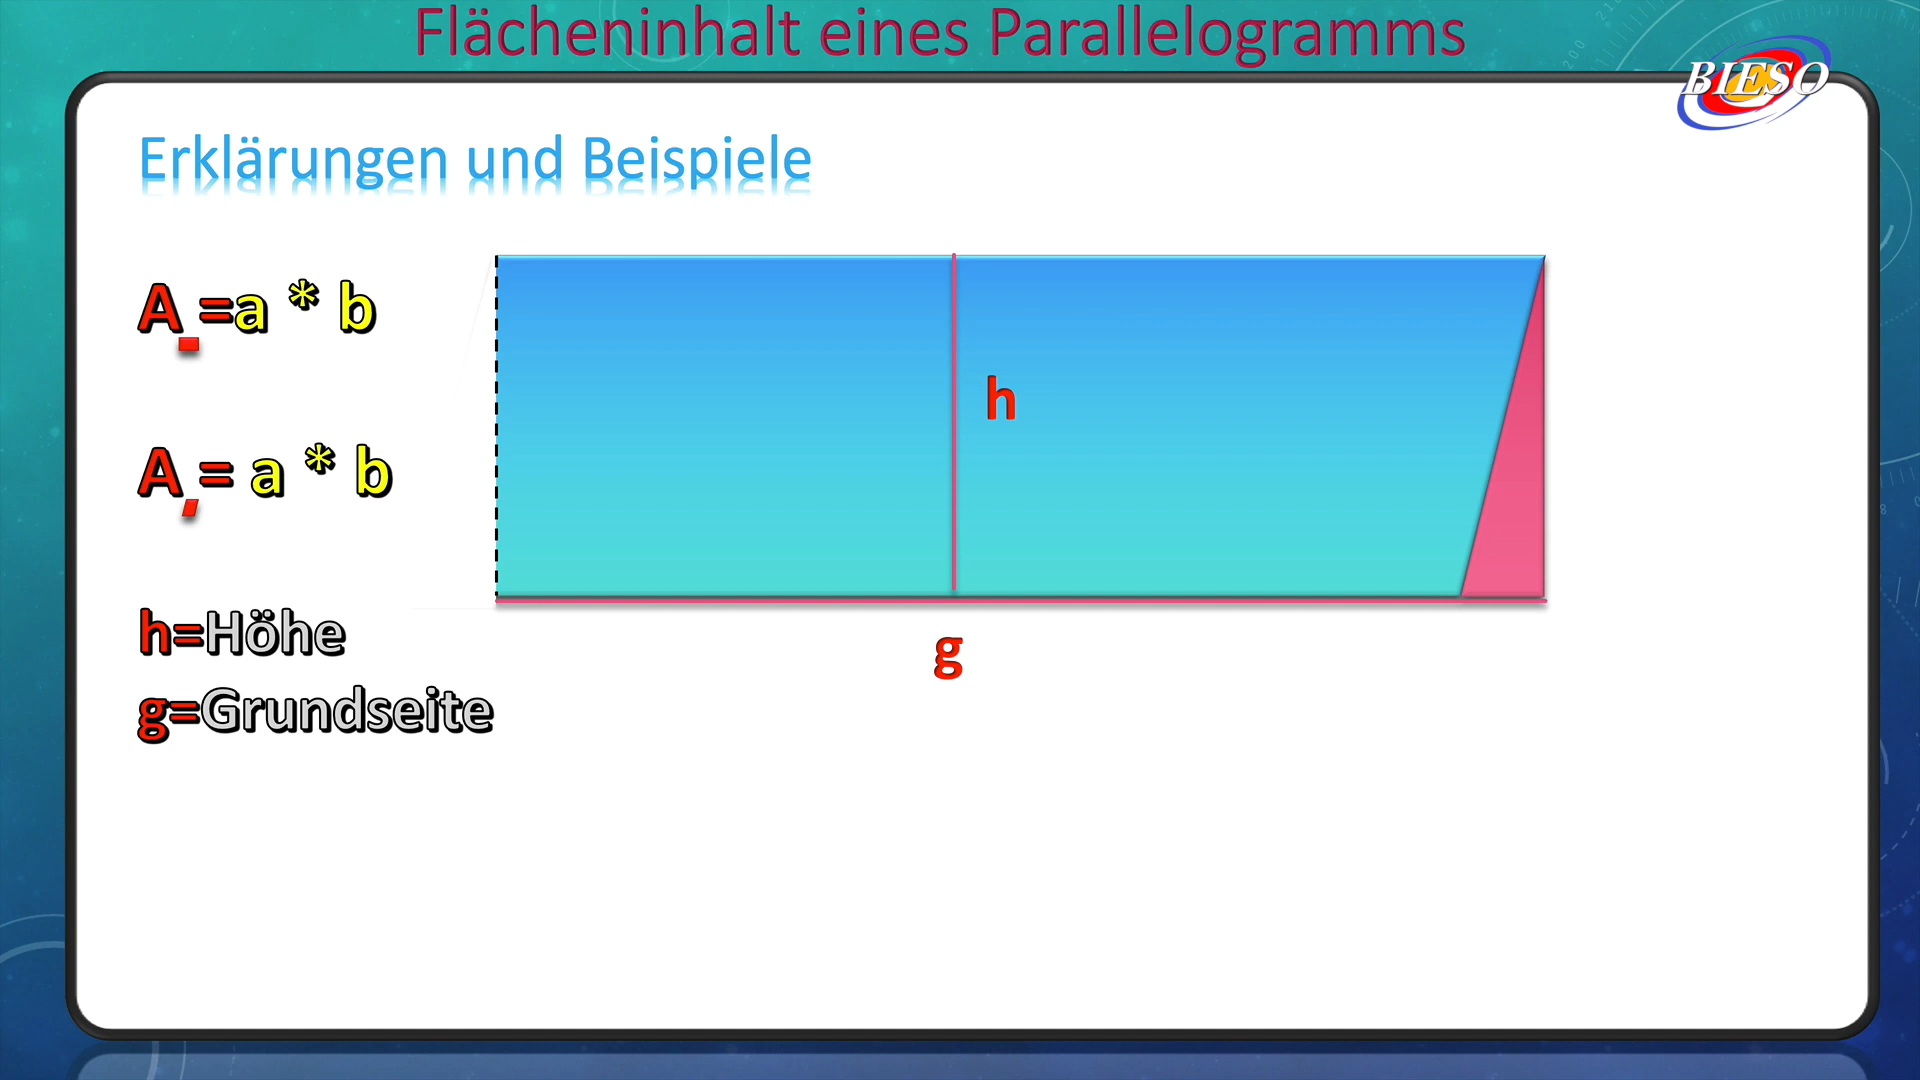 Flächeninhalt eines Parallelogramms
BIESO
Erklärungen und Beispiele
A =a * b
A = a * b
h
h=Höhe
g
g=Grundseite